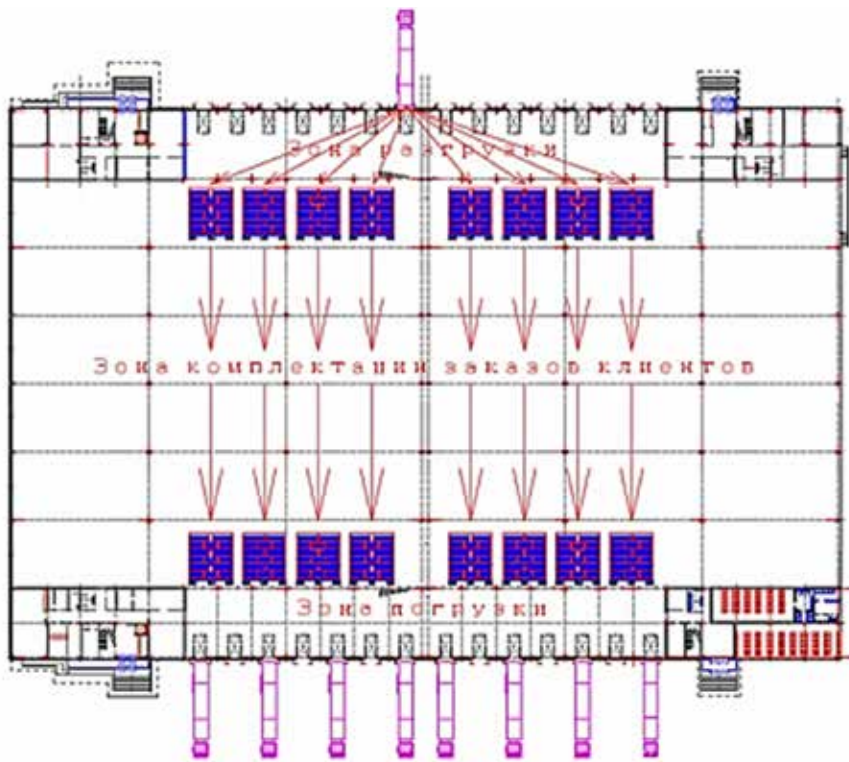 Зона разгрузки
Зона комплектации заказов клиентов
Зона погрузки